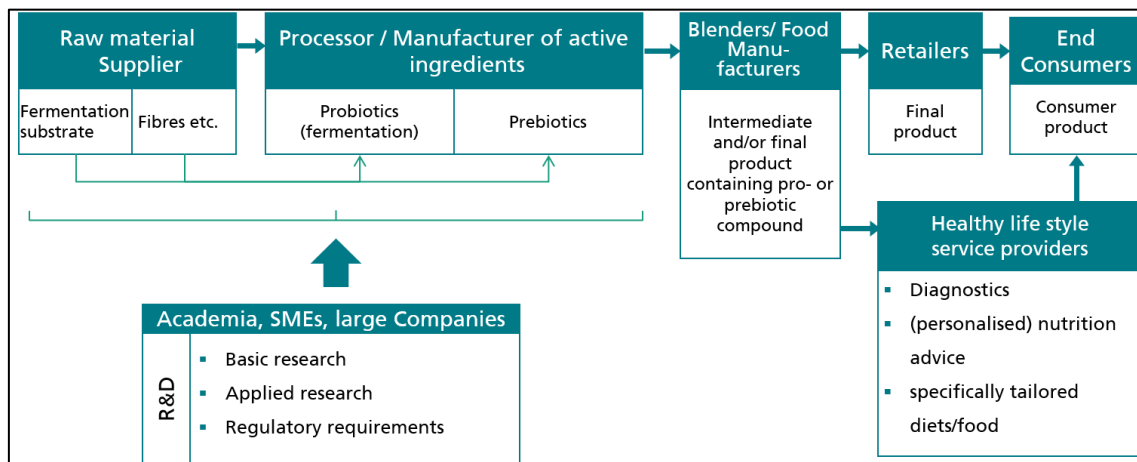 Raw material
Supplier
Fermentation
substrate
Fibres etc.
Processor / Manufacturer of active
ingredients
Probiotics
(fermentation)
Prebiotics
Blenders/ Food
Manu-
facturers
Intermediate
and/or final
product
containing pro- or
prebiotic
compound
Retailers
Final
product
End
Consumers
Consumer
product
Healthy life style
service providers
▪ Diagnostics
▪ (personalised) nutrition
advice
▪ specifically tailored
diets/food
Academia, SMEs, large Companies
R&D
▪ Basic research
▪ Applied research
▪ Regulatory requirements